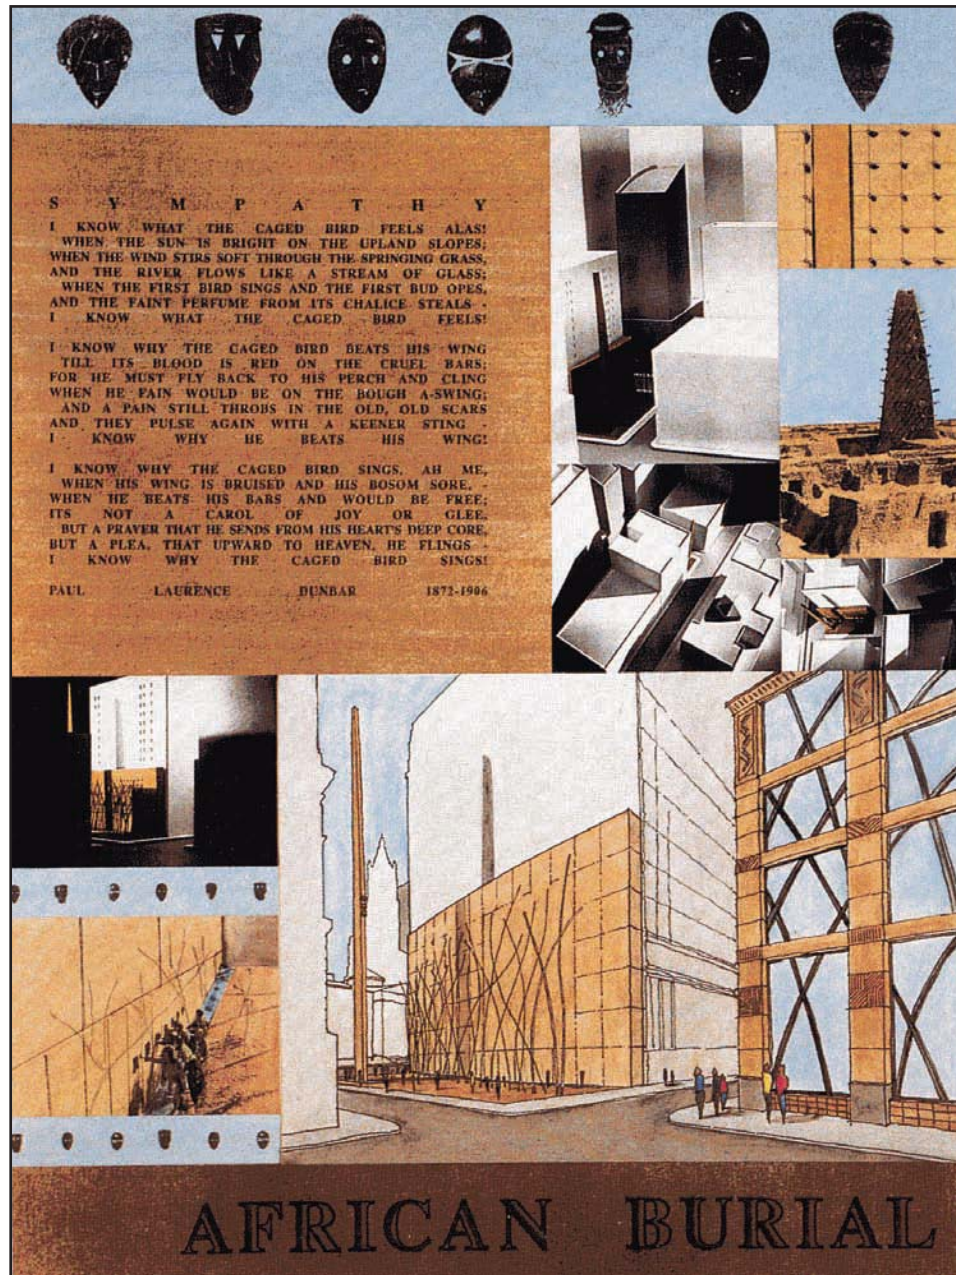 SYMPATHY
I KNOW WHAT THE CAGED BIRD FEELS ALAS!
WHEN THE SUN IS BRIGHT ON THE UPLAND SLOPES;
WHEN THE WIND STIRS SOFT THROUGH THE SPRINGING GRASS,
AND THE RIVER FLOWS LIKE A STREAM OF GLASS;
WHEN THE FIRST BIRD SINGS AND THE FIRST BUD OPES,
AND THE FAINT PERFUME FROM ITS CHALICE STEALS -
I KNOW WHAT THE CAGED BIRD FEELS!
I KNOW WHY THE CAGED BIRD BEATS HIS WING
TILL ITS BLOOD IS RED ON THE CRUEL BARS;
FOR HE MUST FLY BACK TO HIS PERCH AND CLING
WHEN HE FAIN WOULD BE ON THE BOUGH A-SWING;
AND A PAIN STILL THROBS IN THE OLD, OLD SCARS
AND THEY PULSE AGAIN WITH A KEENER STING -
I KNOW WHY HE BEATS HIS WING!
I KNOW WHY THE CAGED BIRD SINGS, AH ME,
WHEN HIS WING IS BRUISED AND HIS BOSOM SORE, -
WHEN HE BEATS HIS BARS AND WOULD BE FREE;
ITS NOT A CAROL OF JOY OR GLEE,
BUT A PRAYER THAT HE SENDS FROM HIS HEART'S DEEP CORE,
BUT A PLEA, THAT UPWARD TO HEAVEN, HE FLINGS -
I KNOW WHY THE CAGED BIRD SINGS!
PAUL LAURENCE DUNBAR 1872-1906
AFRICAN BURIAL